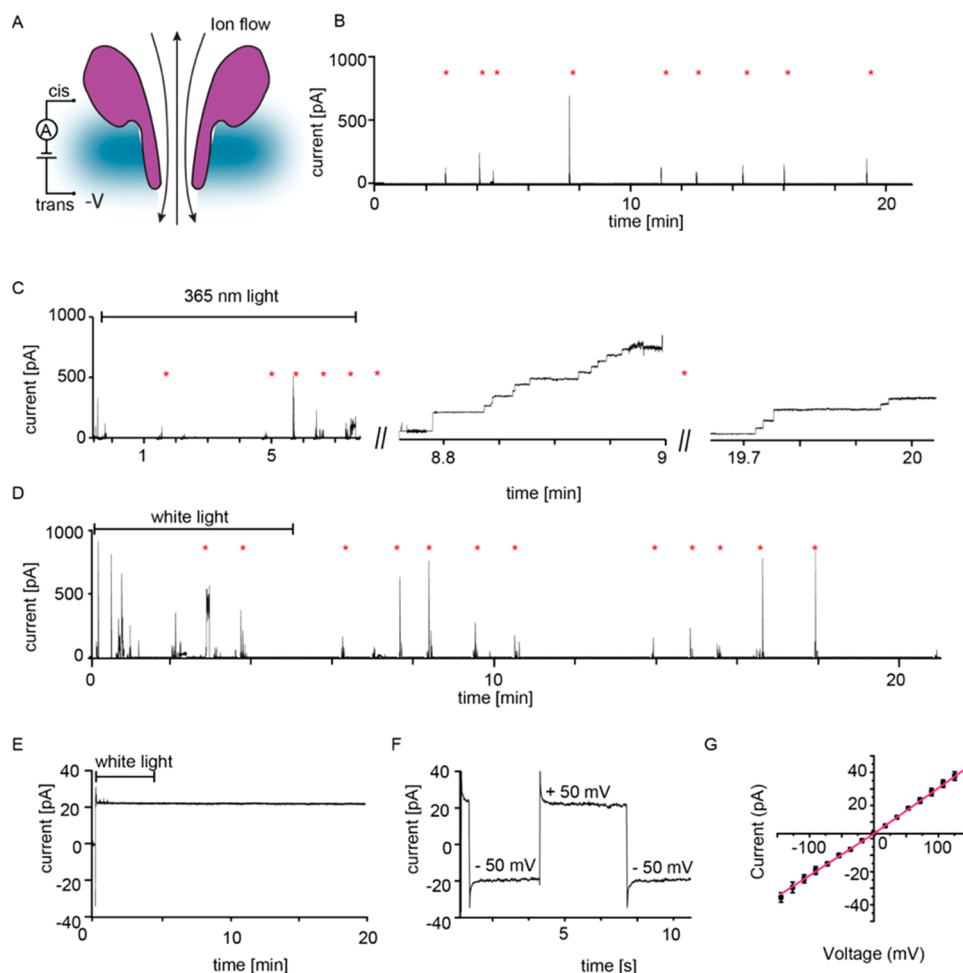 A
Ion flow
cis
A
trans
-V
B
1000
500
0
current [pA]
* * * * * * * * *
0 10 20
time [min]
C
365 nm light
1000
500
0
current [pA]
* * * * * * *
1 5 // 8.8 9 // 19.7 20
time [min]
D
white light
1000
500
0
current [pA]
* * * * * * * * * * * *
0 10 20
time [min]
E
white light
40
20
0
-20
-40
current [pA]
0 10 20
time [min]
F
40
20
0
-20
-40
current [pA]
+ 50 mV
- 50 mV
- 50 mV
5 10
time [s]
G
40
20
0
-20
-40
Current (pA)
-100 0 100
Voltage (mV)